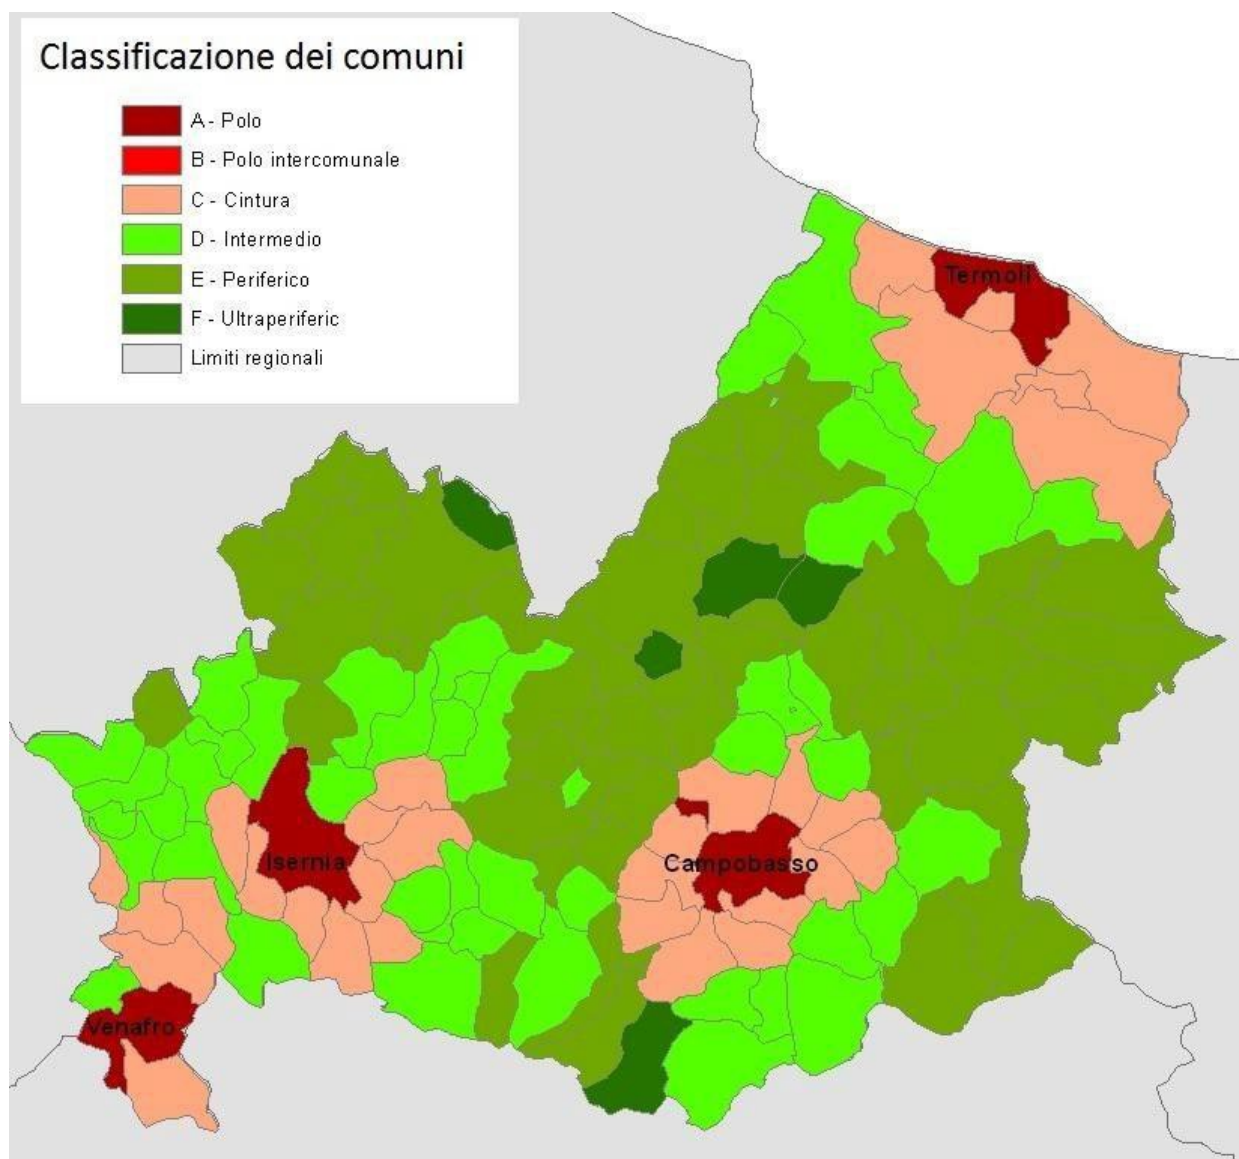 Classificazione dei comuni
A - Polo
B - Polo intercomunale
C - Cintura
D - Intermedio
E - Periferico
F - Ultraperiferic
Limiti regionali
Termoli
Isernia
Campobasso
Venafro